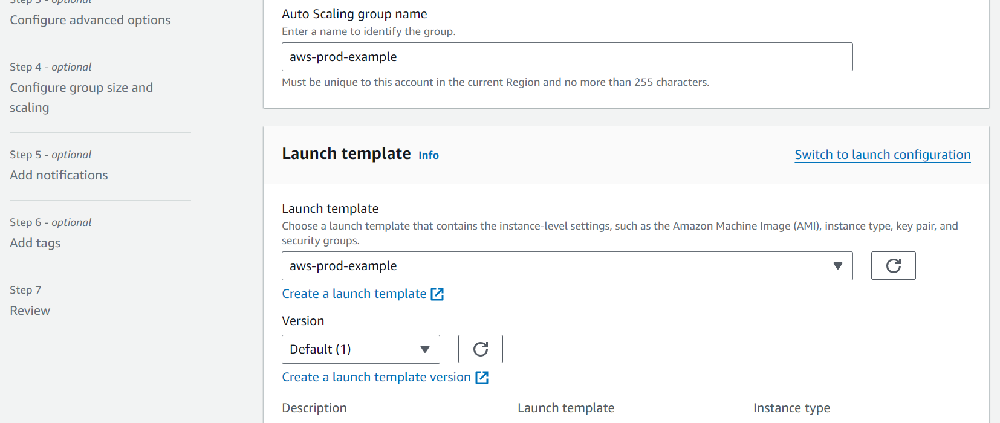 Step 3 - optional
Configure advanced options
Step 4 - optional
Configure group size and
scaling
Step 5 - optional
Add notifications
Step 6 - optional
Add tags
Step 7
Review
Auto Scaling group name
Enter a name to identify the group.
aws-prod-example
Must be unique to this account in the current Region and no more than 255 characters.
Launch template Info
Switch to launch configuration
Launch template
Choose a launch template that contains the instance-level settings, such as the Amazon Machine Image (AMI), instance type, key pair, and
security groups.
aws-prod-example
Create a launch template
Version
Default (1)
Create a launch template version
Description
Launch template
Instance type